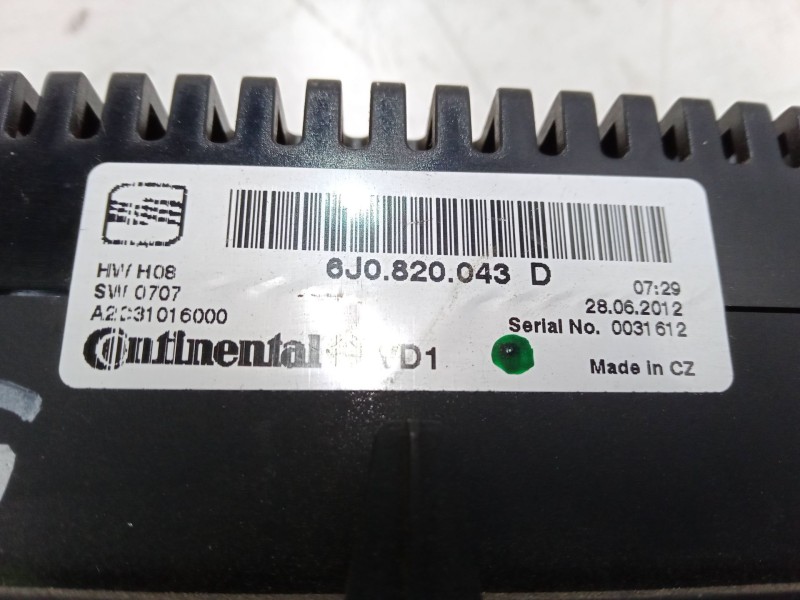 6J0.820.043 D
HW H08
SW 0707
A2C31016000
07:29
28.06.2012
Serial No. 0031612
Continental VD1
Made in CZ